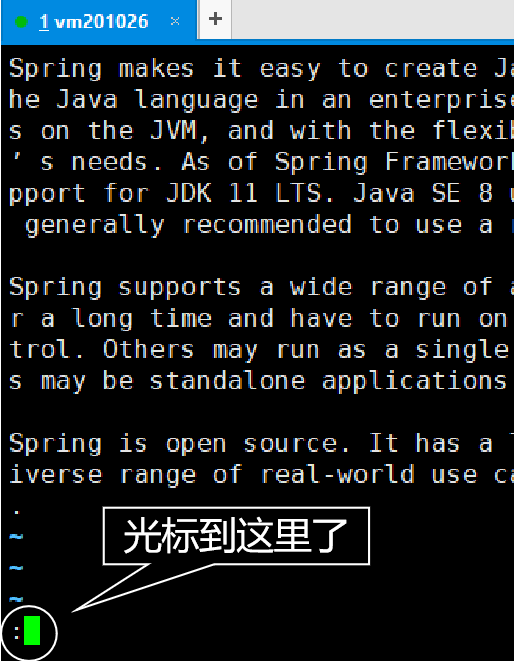 1 vm201026 × +
Spring makes it easy to create J
he Java language in an enterprise
s on the JVM, and with the flexib
’ s needs. As of Spring Framework
pport for JDK 11 LTS. Java SE 8 u
generally recommended to use a
Spring supports a wide range of a
r a long time and have to run on
trol. Others may run as a single
s may be standalone applications
Spring is open source. It has a
iverse range of real-world use ca
.
~
光标到这里了
~
~
: